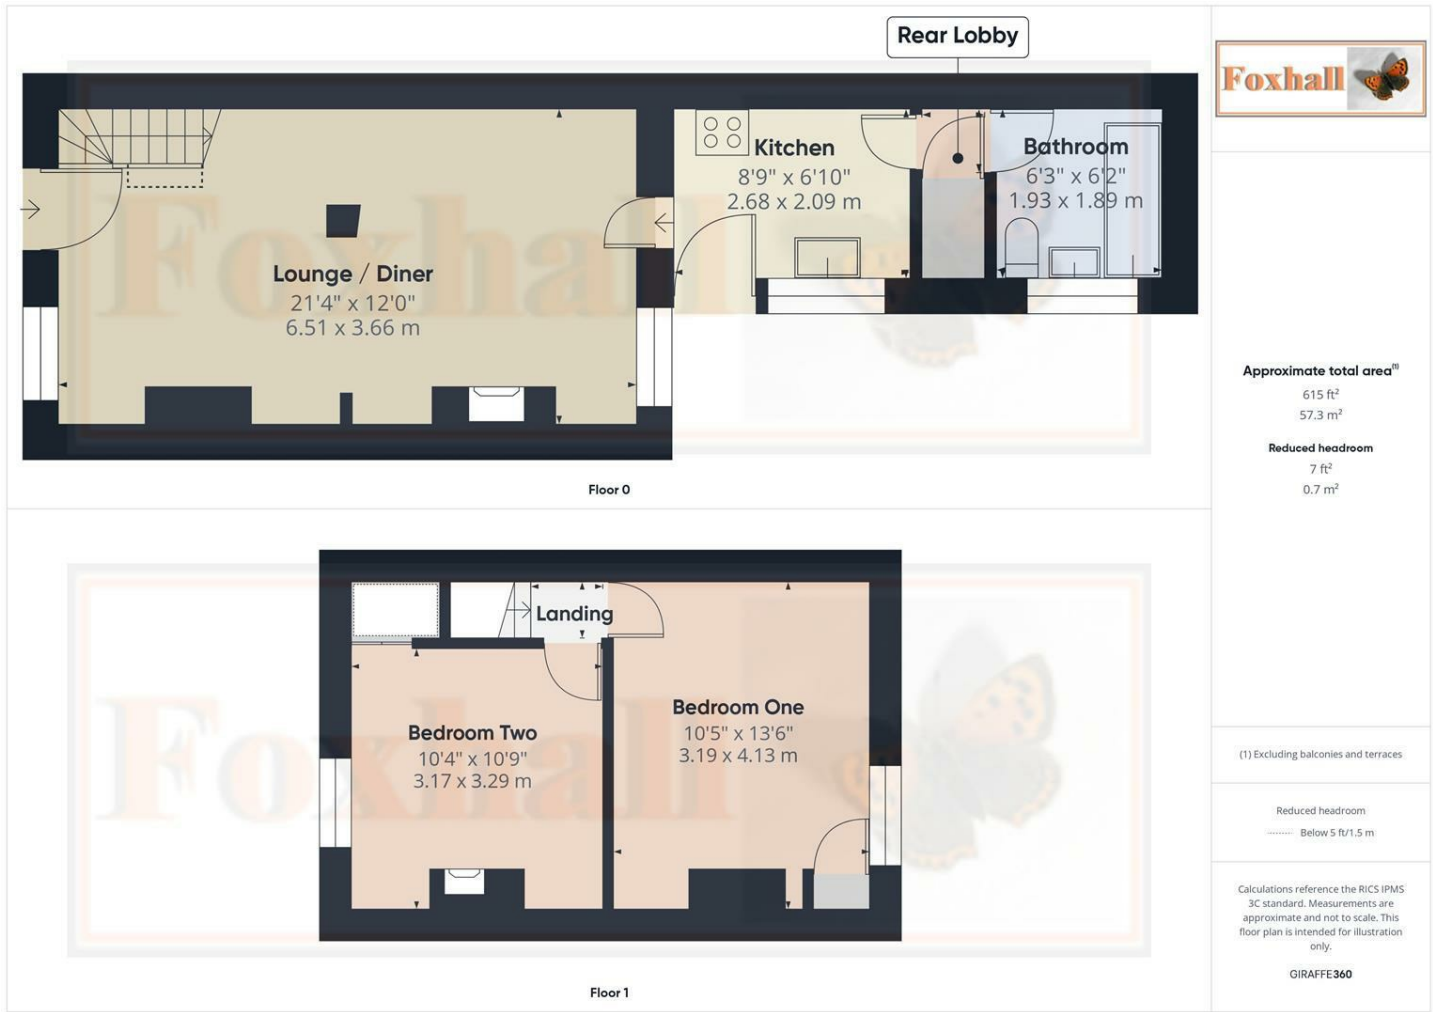 Rear Lobby
Kitchen
8'9" x 6'10"
2.68 x 2.09 m
Bathroom
6'3" x 6'2"
1.93 x 1.89 m
Lounge / Diner
21'4" x 12'0"
6.51 x 3.66 m
Foxhall
Floor 0
Landing
Bedroom Two
10'4" x 10'9"
3.17 x 3.29 m
Bedroom One
10'5" x 13'6"
3.19 x 4.13 m
Foxhall
Floor 1
Foxhall
Approximate total area(1)
615 ft²
57.3 m²
Reduced headroom
7 ft²
0.7 m²
(1) Excluding balconies and terraces
Reduced headroom
Below 5 ft/1.5 m
Calculations reference the RICS IPMS
3C standard. Measurements are
approximate and not to scale. This
floor plan is intended for illustration
only.
GIRAFFE360